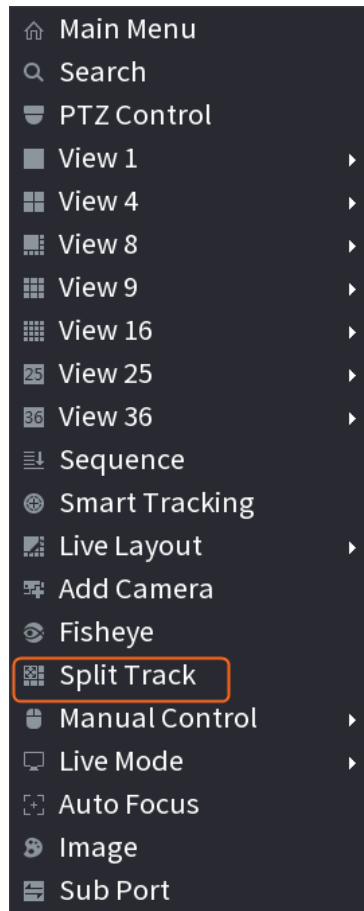 Main Menu
Search
PTZ Control
View 1
View 4
View 8
View 9
View 16
25 View 25
36 View 36
Sequence
Smart Tracking
Live Layout
Add Camera
Fisheye
Split Track
Manual Control
Live Mode
Auto Focus
Image
Sub Port